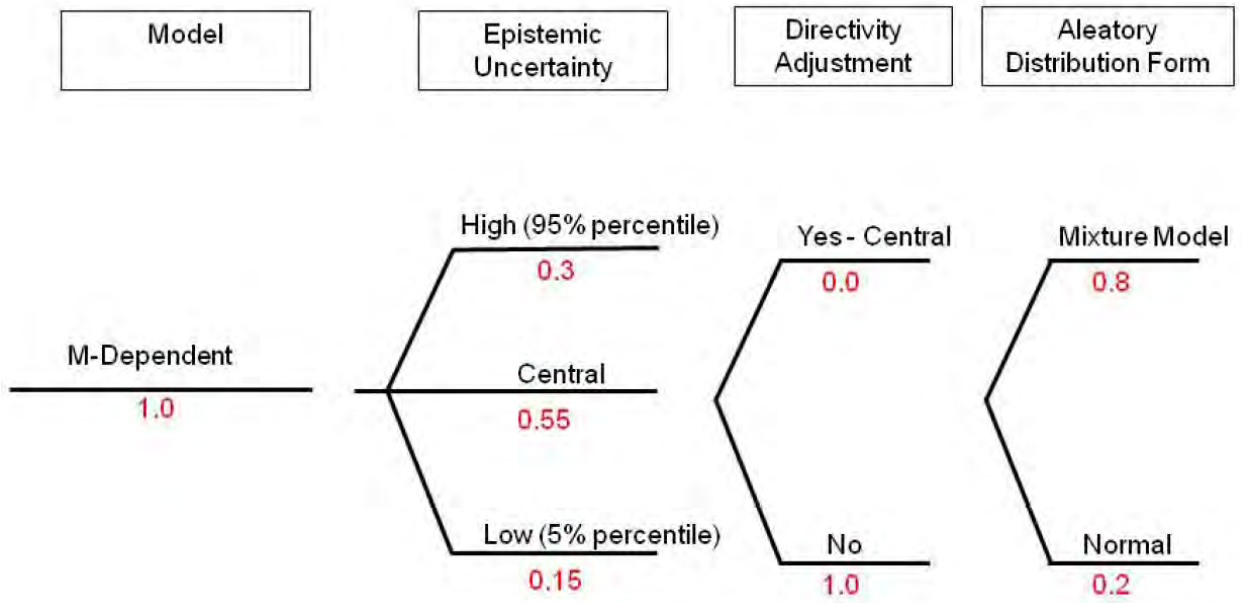 Model
Epistemic
Uncertainty
Directivity
Adjustment
Aleatory
Distribution Form
M-Dependent
1.0
High (95% percentile)
0.3
Central
0.55
Low (5% percentile)
0.15
Yes - Central
0.0
No
1.0
Mixture Model
0.8
Normal
0.2